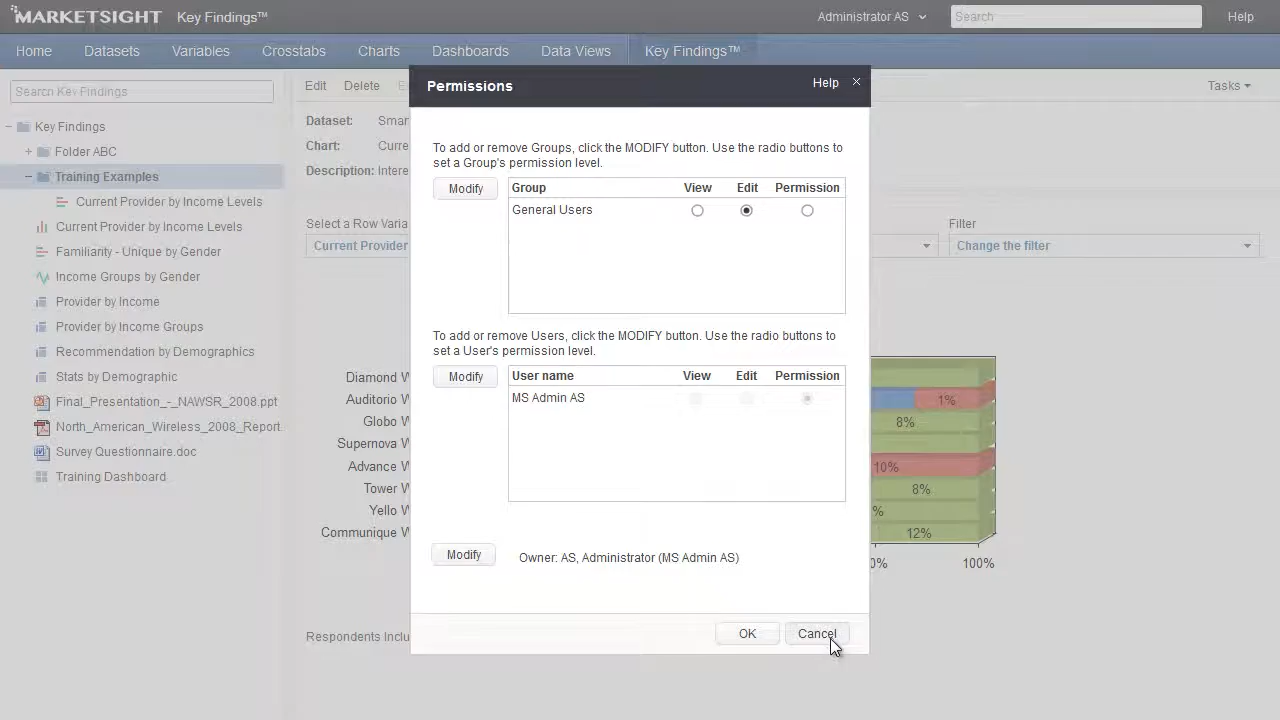 MARKETSIGHT Key Findings™ Administrator AS Search Help
Home Datasets Variables Crosstabs Charts Dashboards Data Views Key Findings™
Search Key Findings
Key Findings
Folder ABC
Training Examples
Current Provider by Income Levels
Current Provider by Income Levels
Familiarity - Unique by Gender
Income Groups by Gender
Provider by Income
Provider by Income Groups
Recommendation by Demographics
Stats by Demographic
Final_Presentation_-_NAWSR_2008.ppt
North_American_Wireless_2008_Report.
Survey Questionnaire.doc
Training Dashboard
Edit Delete
Tasks
Dataset: Smar
Chart: Curre
Description: Intere
Select a Row Varia
Current Provider
Filter
Change the filter
Diamond W
Auditorio W 1%
Globo W 8%
Supernova W
Advance W 10%
Tower W 8%
Yello W %
Communique W 12%
0% 100%
Respondents Inclu
Permissions
Help ×
To add or remove Groups, click the MODIFY button. Use the radio buttons to
set a Group's permission level.
Modify
Group View Edit Permission
General Users
To add or remove Users, click the MODIFY button. Use the radio buttons to
set a User's permission level.
Modify
User name View Edit Permission
MS Admin AS
Modify
Owner: AS, Administrator (MS Admin AS)
OK Cancel